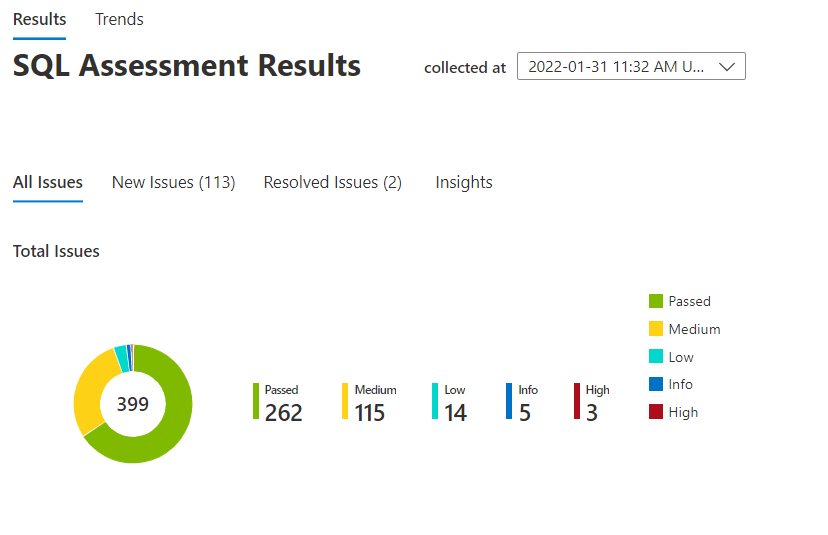 Results Trends
SQL Assessment Results
collected at 2022-01-31 11:32 AM U...
All Issues New Issues (113) Resolved Issues (2) Insights
Total Issues
399
Passed 262
Medium 115
Low 14
Info 5
High 3
Passed
Medium
Low
Info
High